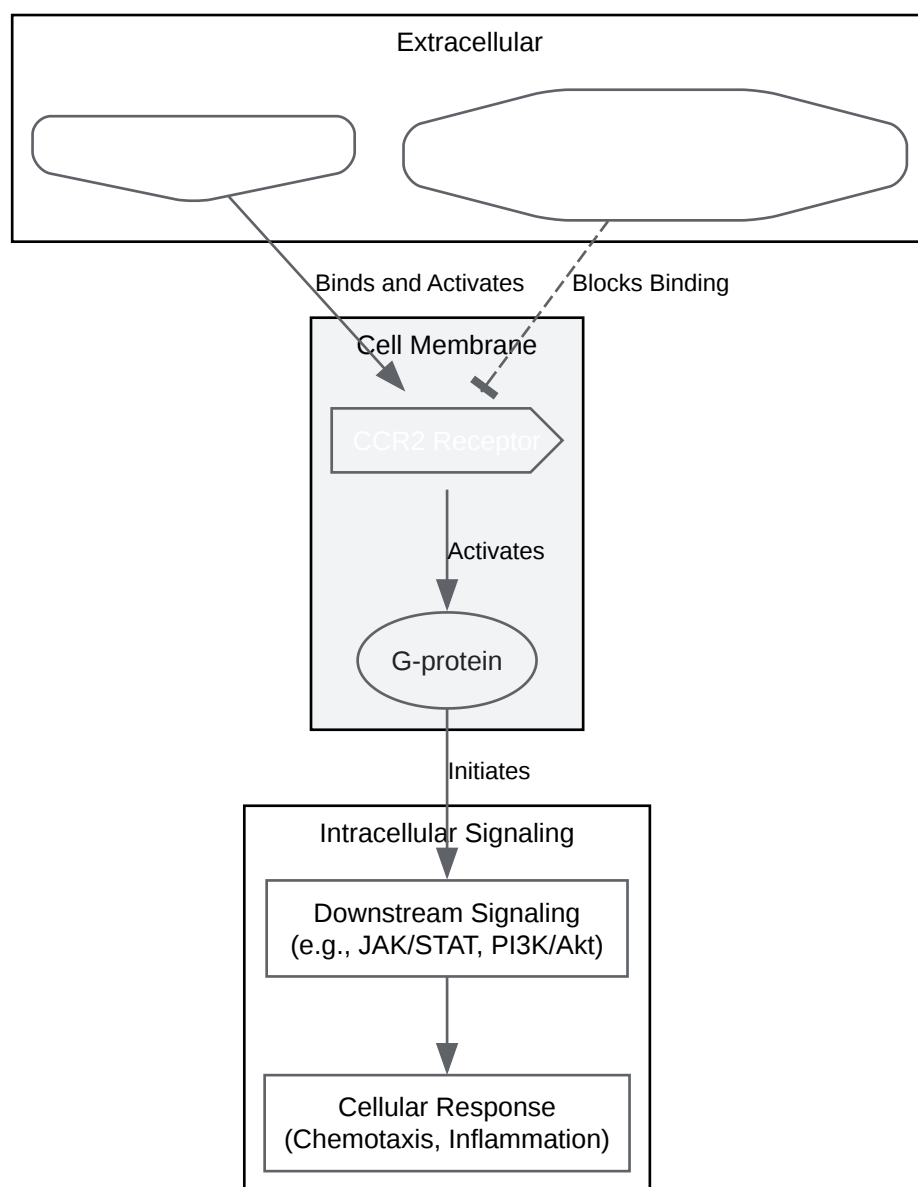 Extracellular
Binds and Activates
Blocks Binding
Cell Membrane
CCR2 Receptor
Activates
G-protein
Initiates
Intracellular Signaling
Downstream Signaling
(e.g., JAK/STAT, PI3K/Akt)
Cellular Response
(Chemotaxis, Inflammation)